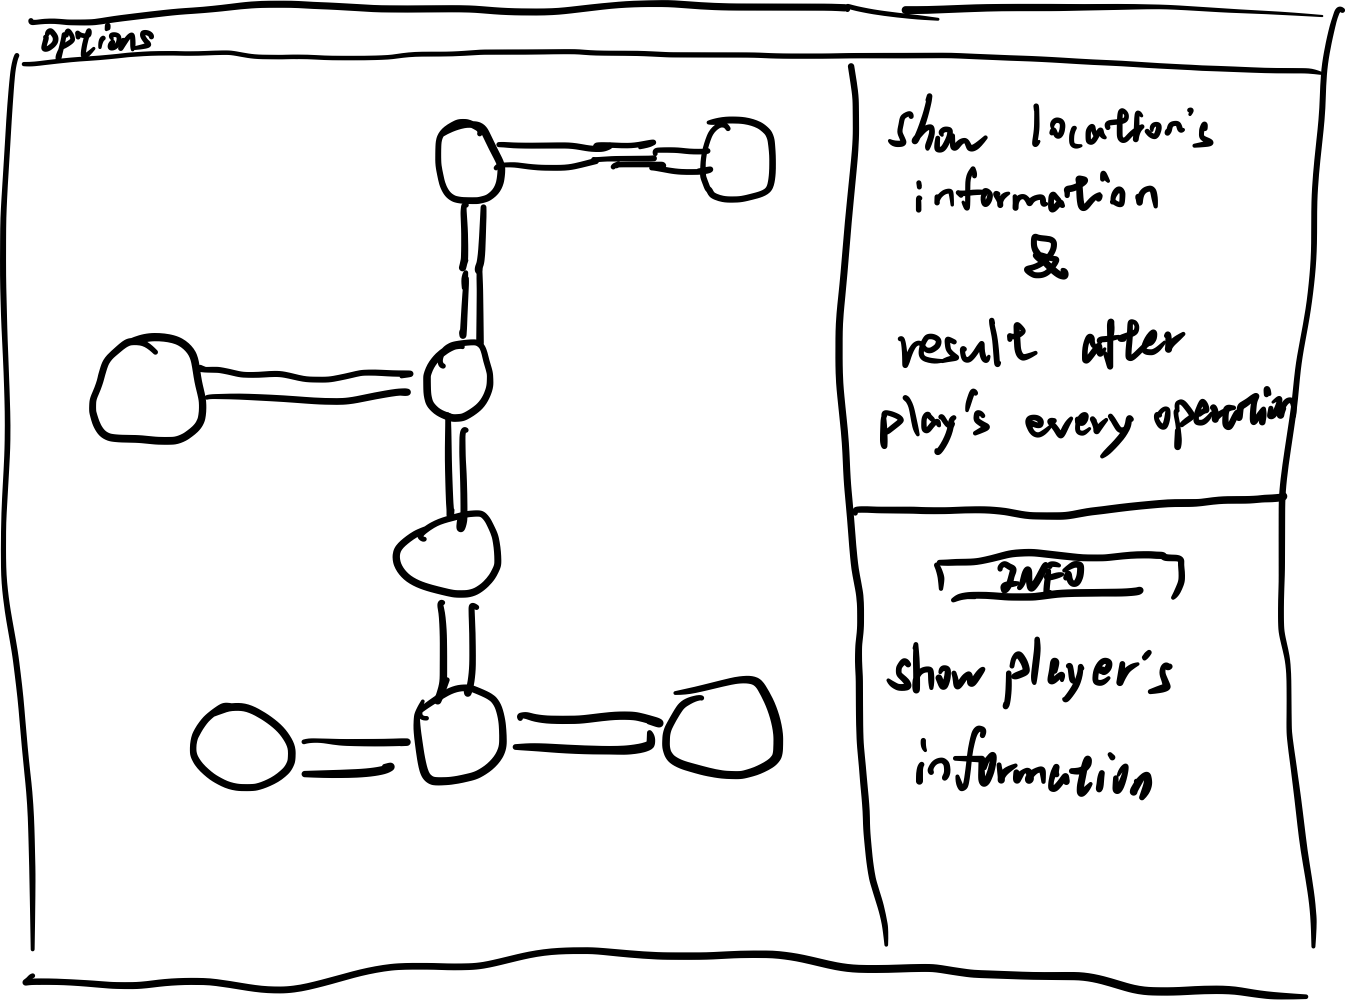 options
show location's
information
&
result after
play's every operation
INFO
show player's
information